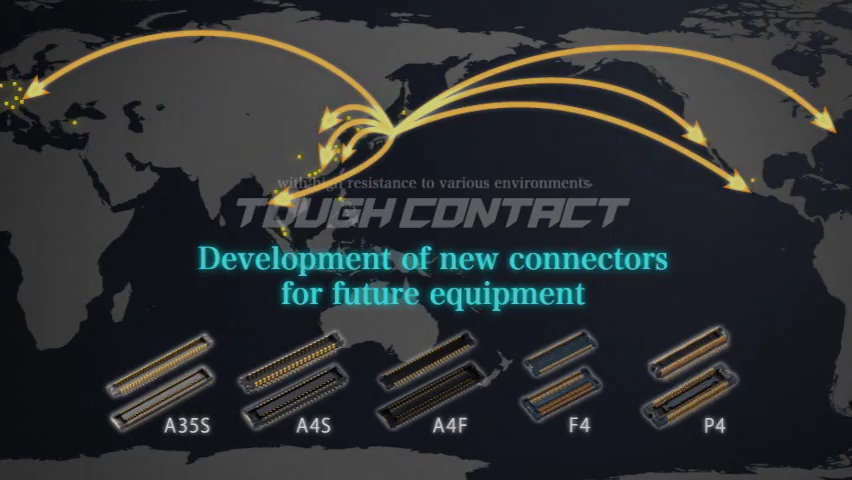 with high resistance to various environments
TOUGH CONTACT
Development of new connectors
for future equipment
A35S
A4S
A4F
F4
P4